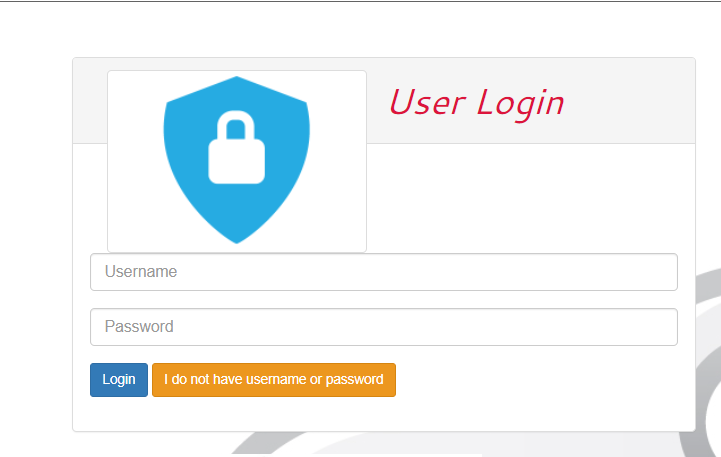 User Login
Username
Password
Login
I do not have username or password